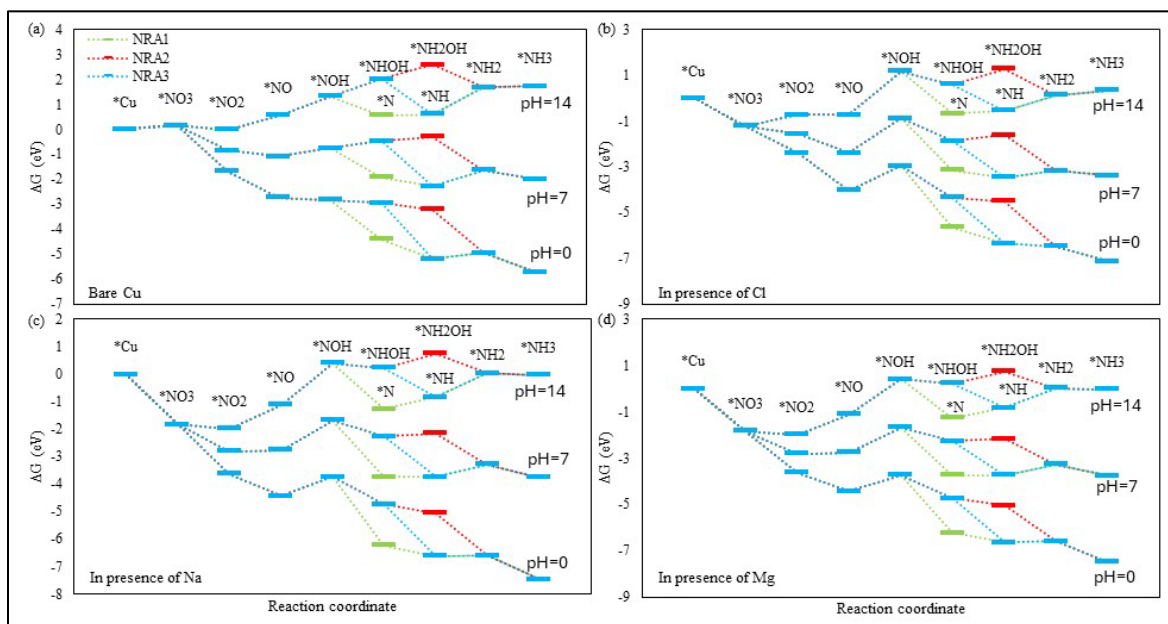 (a)
4
3
2
1
0
-1
-2
-3
-4
-5
-6
-7
ΔG (eV)
NRA1
NRA2
NRA3
*Cu
*NO3
*NO2
*NO
*NOH
*NHOH
*N
*NH2OH
*NH
*NH2
*NH3
pH=14
pH=7
pH=0
Bare Cu
(b)
3
1
-1
-3
-5
-7
-9
ΔG (eV)
*Cu
*NO3
*NO2
*NO
*NOH
*NHOH
*N
*NH2OH
*NH
*NH2
*NH3
pH=14
pH=7
pH=0
In presence of Cl
(c)
2
1
0
-1
-2
-3
-4
-5
-6
-7
-8
ΔG (eV)
*Cu
*NO3
*NO2
*NO
*NOH
*NHOH
*N
*NH2OH
*NH
*NH2
*NH3
pH=14
pH=7
pH=0
In presence of Na
Reaction coordinate
(d)
3
1
-1
-3
-5
-7
-9
ΔG (eV)
*Cu
*NO3
*NO2
*NO
*NOH
*NHOH
*N
*NH2OH
*NH
*NH2
*NH3
pH=14
pH=7
pH=0
In presence of Mg
Reaction coordinate